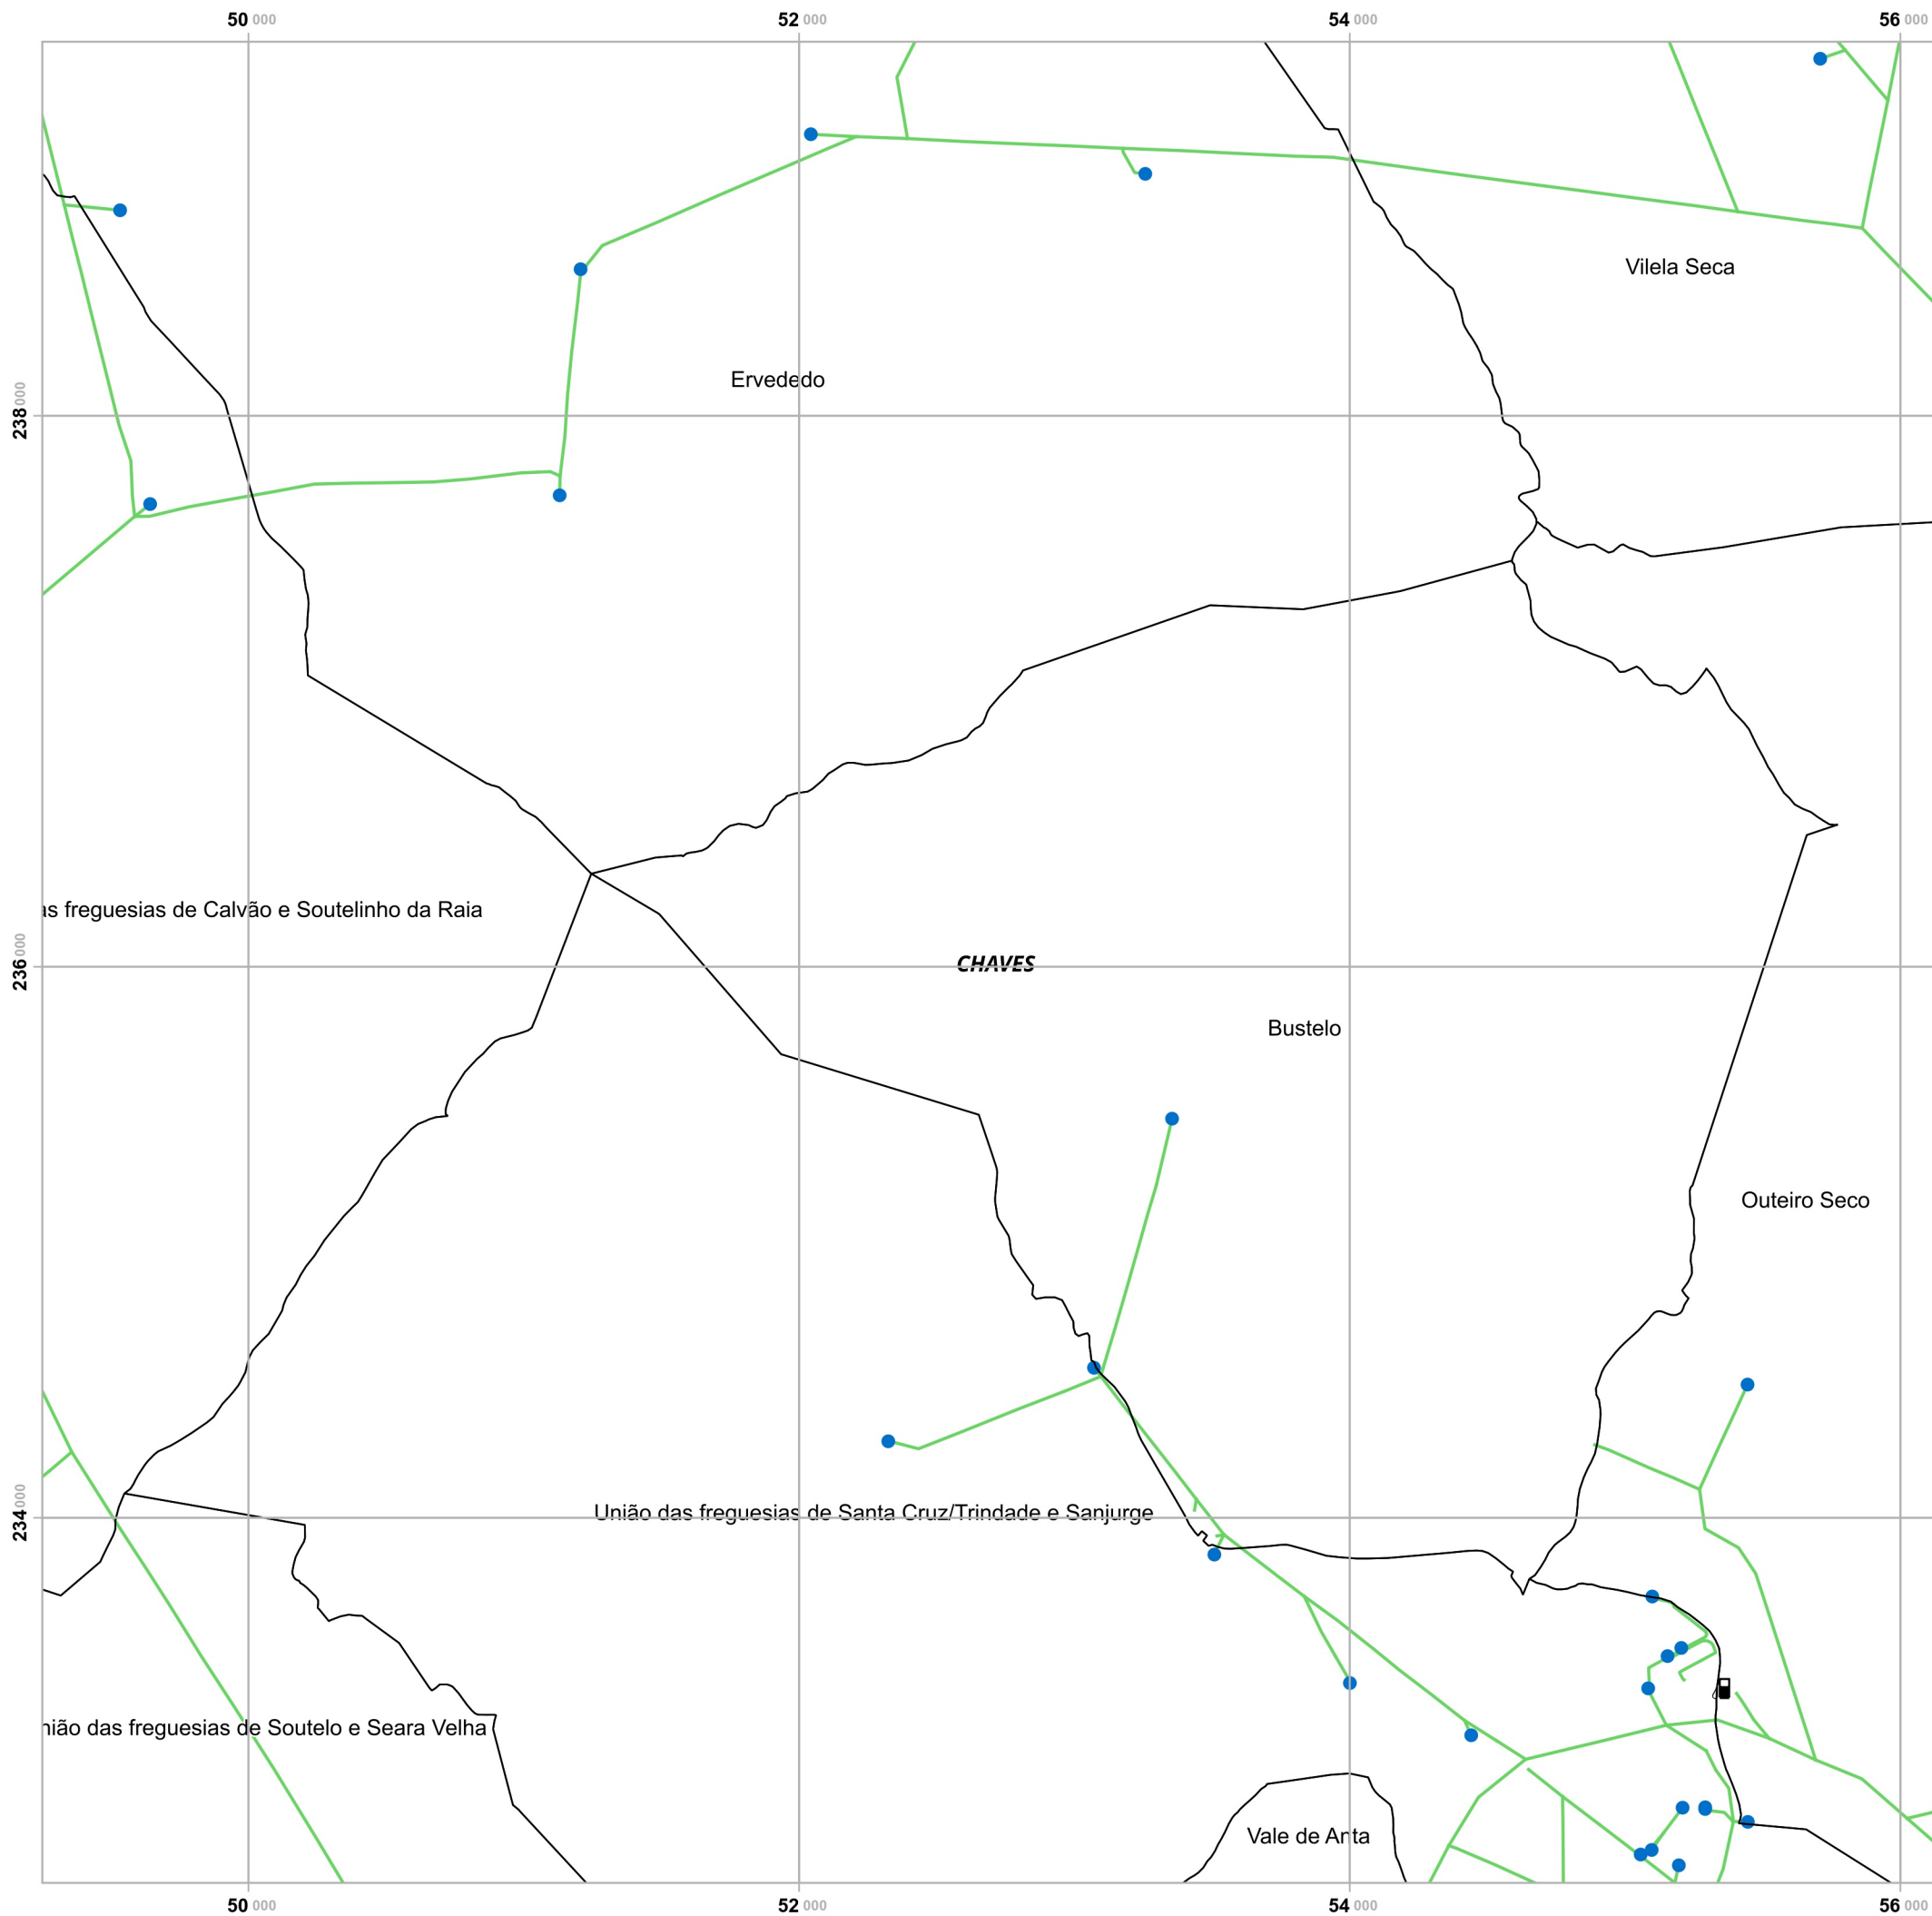 50 000 52 000 54 000 56 000
Vilela Seca
Ervededo
238 000
as freguesias de Calvão e Soutelinho da Raia
236 000
CHAVES
Bustelo
Outeiro Seco
234 000
União das freguesias de Santa Cruz/Trindade e Sanjurge
nião das freguesias de Soutelo e Seara Velha
Vale de Anta
50 000 52 000 54 000 56 000